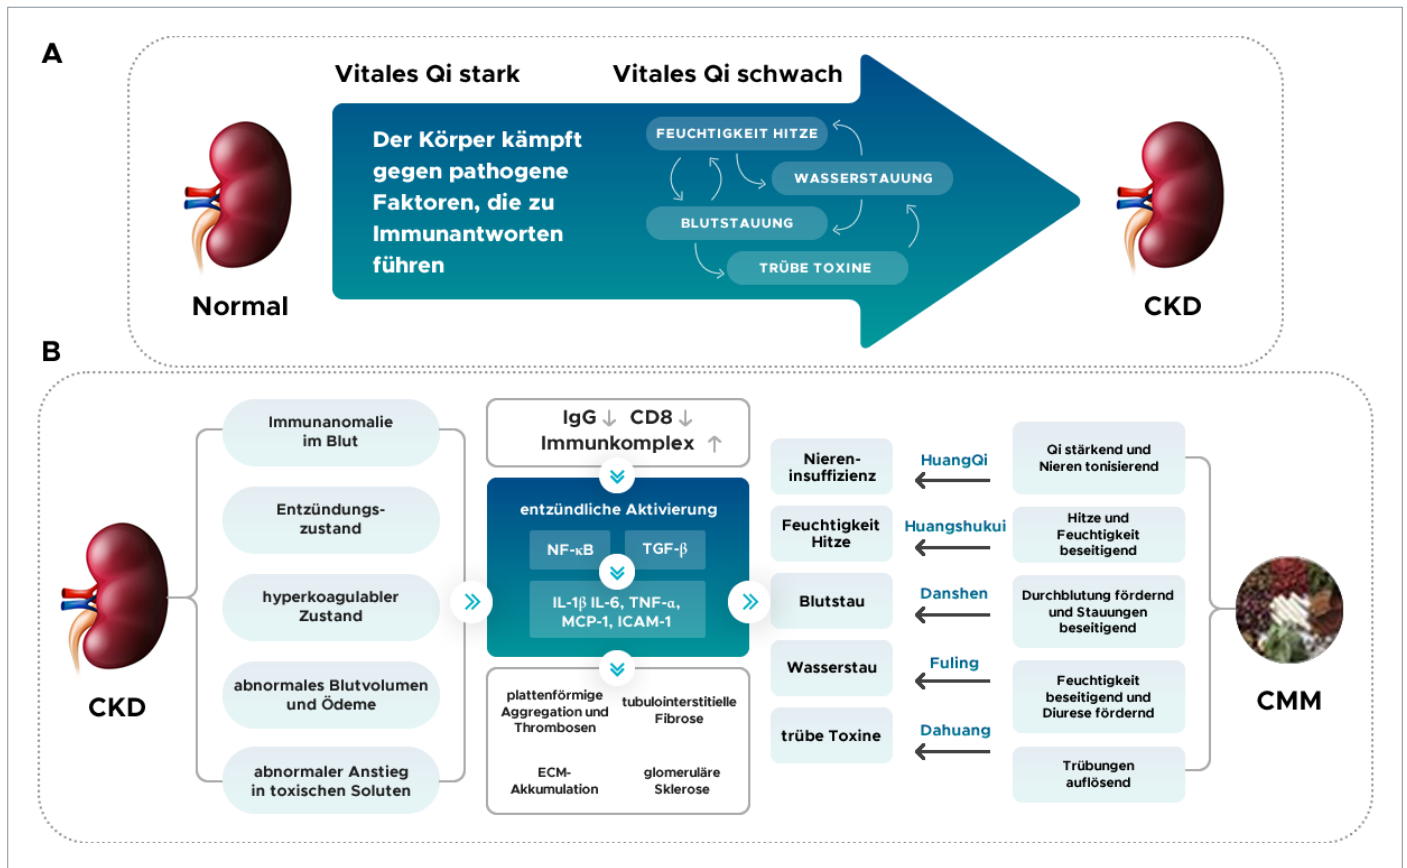 A
Vitales Qi stark
Vitales Qi schwach
Der Körper kämpft
gegen pathogene
Faktoren, die zu
Immunantworten
führen
FEUCHTIGKEIT HITZE
WASSERSTAUUNG
BLUTSTAUUNG
TRÜBE TOXINE
Normal
CKD
B
CKD
Immunanomalie
im Blut
Entzündungs-
zustand
hyperkoagulabler
Zustand
abnormales Blutvolumen
und Ödeme
abnormaler Anstieg
in toxischen Soluten
IgG ↓ CD8 ↓
Immunkomplex ↑
entzündliche Aktivierung
NF-κB
TGF-β
IL-1β IL-6, TNF-α,
MCP-1, ICAM-1
plattenförmige
Aggregation und
Thrombosen
tubulointerstitielle
Fibrose
ECM-
Akkumulation
glomeruläre
Sklerose
Nieren-
insuffizienz
Feuchtigkeit
Hitze
Blutstau
Wasserstau
trübe Toxine
HuangQi
Huangshukui
Danshen
Fuling
Dahuang
Qi stärkend und
Nieren tonisierend
Hitze und
Feuchtigkeit
beseitigend
Durchblutung fördernd
und Stauungen
beseitigend
Feuchtigkeit
beseitigend und
Diurese fördernd
Trübungen
auflösend
CMM